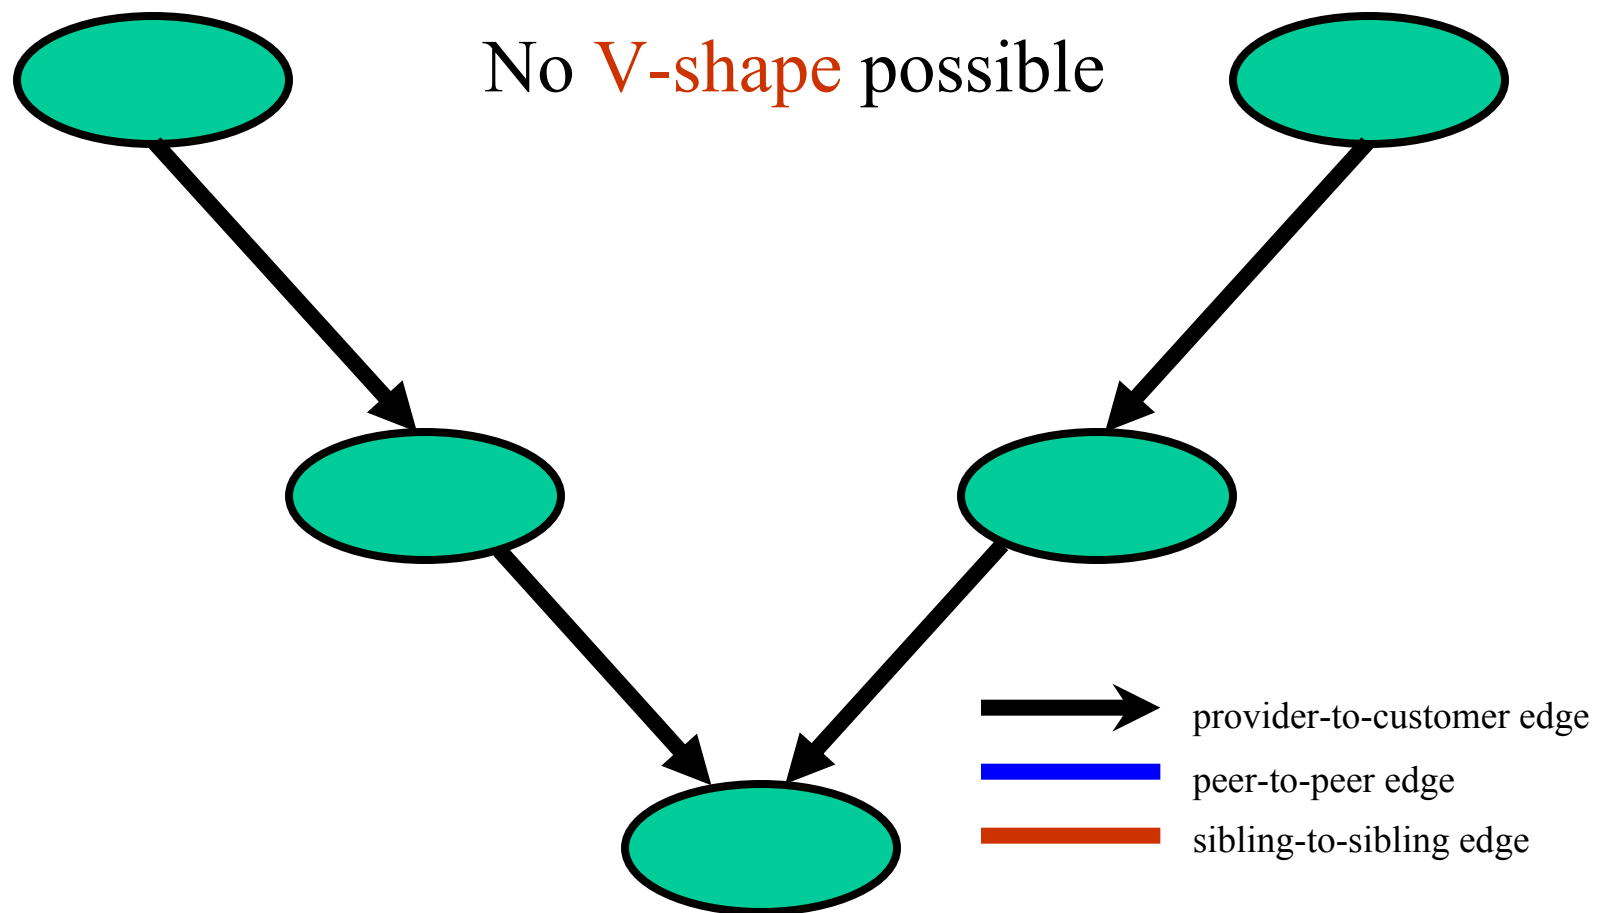 No V-shape possible
provider-to-customer edge
peer-to-peer edge
sibling-to-sibling edge